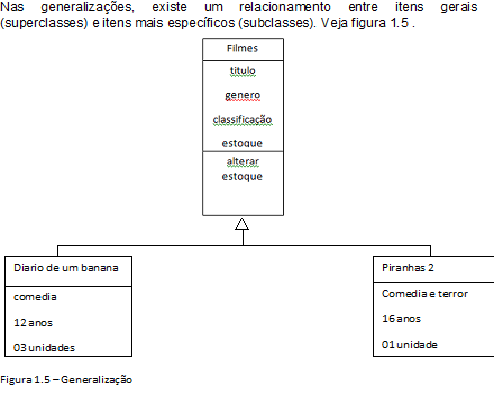 Nas generalizações, existe um relacionamento entre itens gerais
(superclasses) e itens mais específicos (subclasses). Veja figura 1.5 .
Filmes
titulo
genero
classificação
estoque
alterar
estoque
Diario de um banana
comedia
12 anos
03 unidades
Piranhas 2
Comedia e terror
16 anos
01 unidade
Figura 1.5 – Generalização